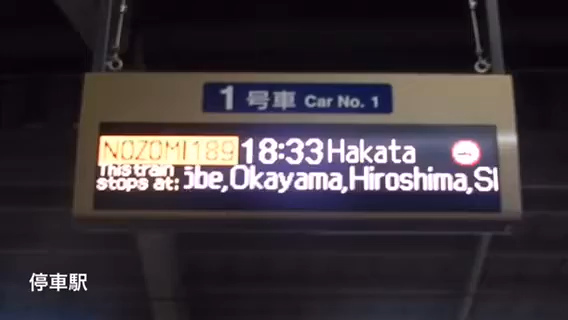 1 号車 Car No. 1
NOZOMI 189 18:33 Hakata
This train
stops at: obe,Okayama,Hiroshima,S
停車駅